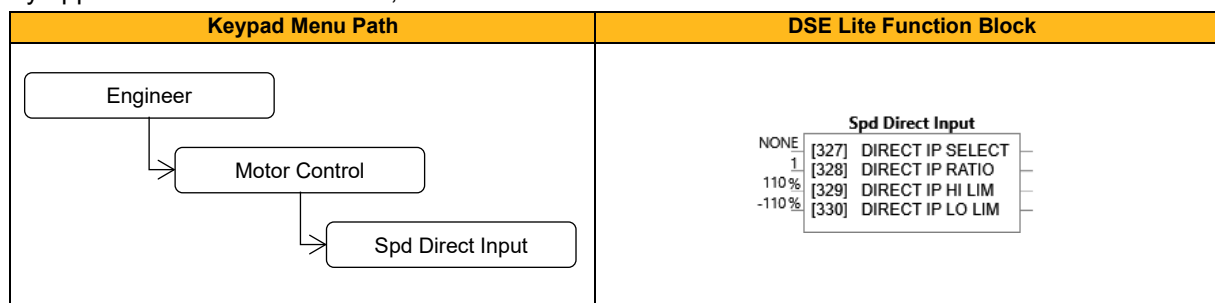 Keypad Menu Path
DSE Lite Function Block
Engineer
Motor Control
Spd Direct Input
Spd Direct Input
NONE [327] DIRECT IP SELECT
1 [328] DIRECT IP RATIO
110 % [329] DIRECT IP HI LIM
-110 % [330] DIRECT IP LO LIM